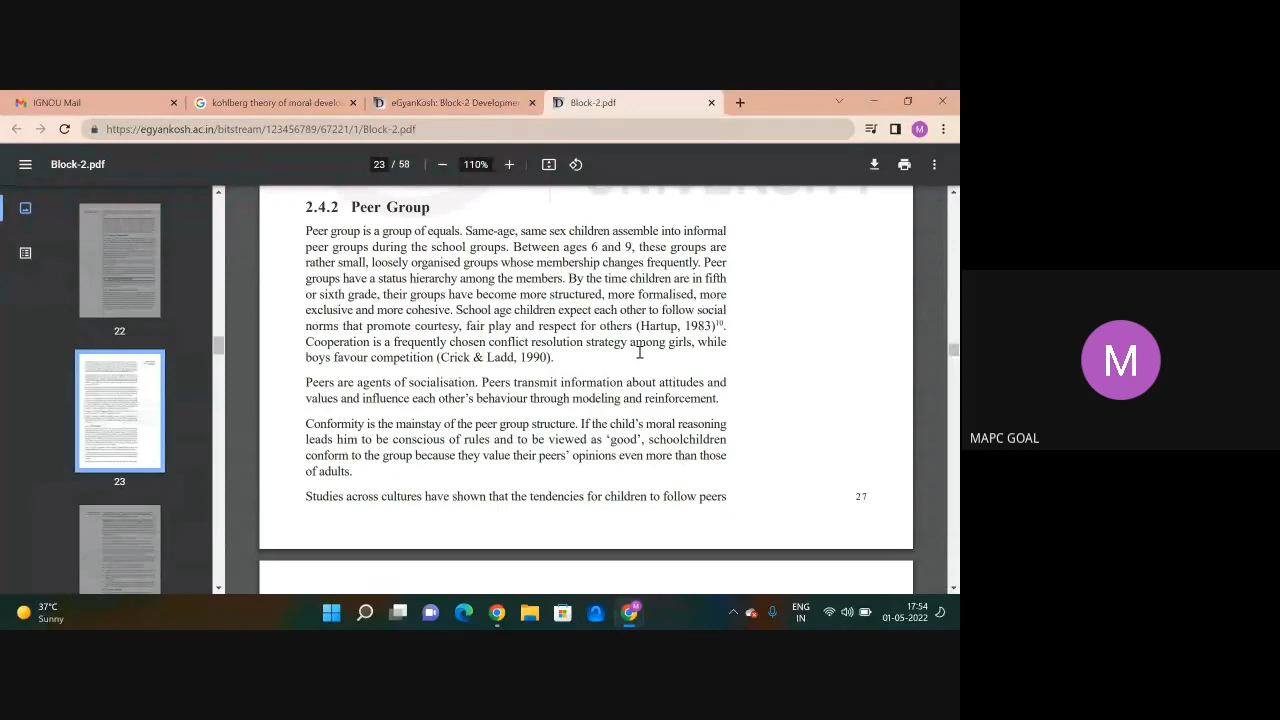 IGNOU Mail
kohlberg theory of moral develo
eGyanKosh: Block-2 Developme
Block-2.pdf
https://egyankosh.ac.in/bitstream/123456789/67221/1/Block-2.pdf
M
Block-2.pdf
23 / 58
110%
22
23
UNIVERSITY
2.4.2 Peer Group
Peer group is a group of equals. Same-age, same sex children assemble into informal
peer groups during the school groups. Between ages 6 and 9, these groups are
rather small, loosely organised groups whose membership changes frequently. Peer
groups have a status hierarchy among the members. By the time children are in fifth
or sixth grade, their groups have become more structured, more formalised, more
exclusive and more cohesive. School age children expect each other to follow social
norms that promote courtesy, fair play and respect for others (Hartup, 1983)10.
Cooperation is a frequently chosen conflict resolution strategy among girls, while
boys favour competition (Crick & Ladd, 1990).
Peers are agents of socialisation. Peers transmit information about attitudes and
values and influence each other's behaviour through modeling and reinforcement.
Conformity is the mainstay of the peer group structure. If the child's moral reasoning
leads him to be conscious of rules and to be viewed as 'good', schoolchildren
conform to the group because they value their peers' opinions even more than those
of adults.
Studies across cultures have shown that the tendencies for children to follow peers
27
M
MAPC GOAL
37°C
Sunny
M
ENG
IN
17:54
01-05-2022